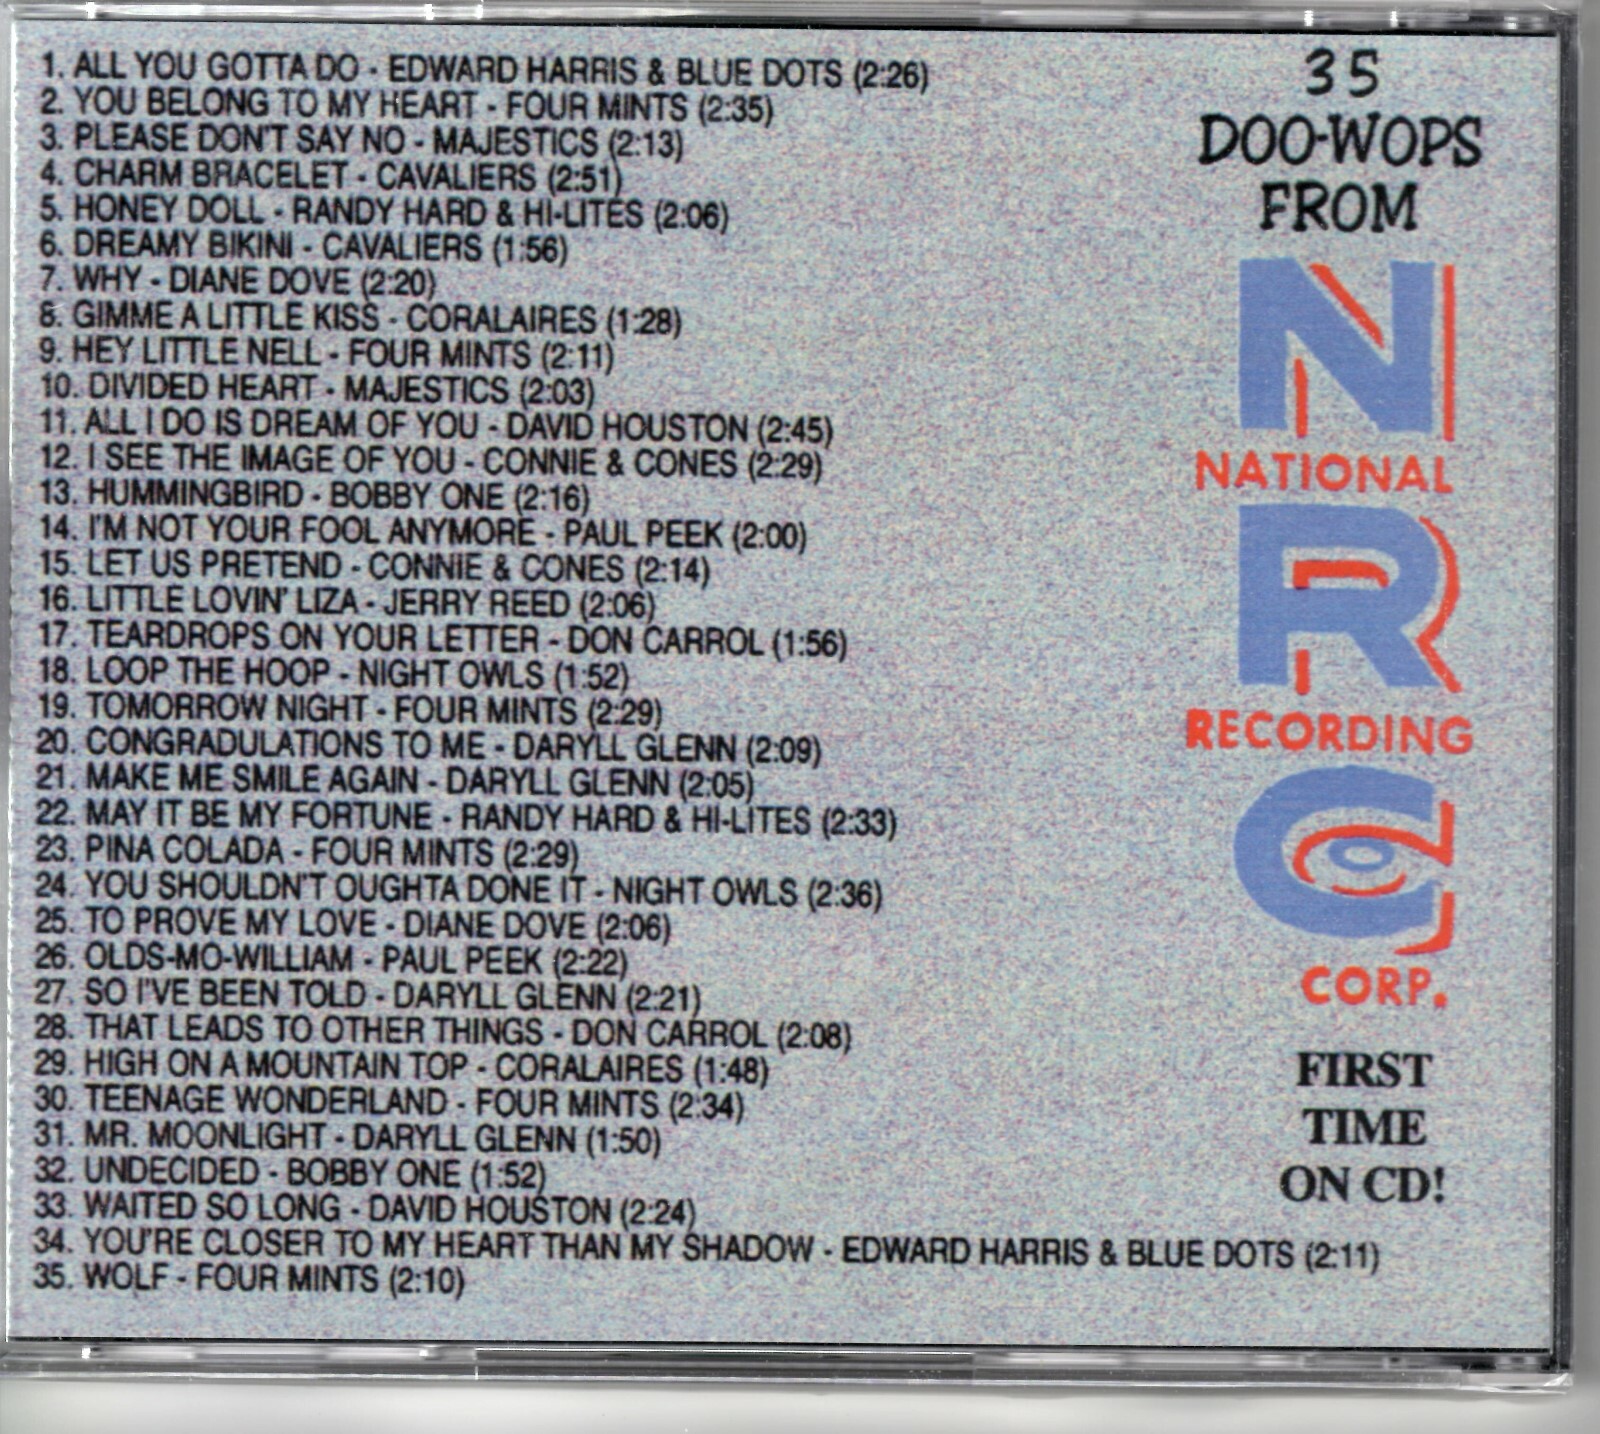 1. ALL YOU GOTTA DO - EDWARD HARRIS & BLUE DOTS (2:26)
2. YOU BELONG TO MY HEART - FOUR MINTS (2:35)
3. PLEASE DON'T SAY NO - MAJESTICS (2:13)
4. CHARM BRACELET - CAVALIERS (2:51)
5. HONEY DOLL - RANDY HARD & HI-LITES (2:06)
6. DREAMY BIKINI - CAVALIERS (1:56)
7. WHY - DIANE DOVE (2:20)
8. GIMME A LITTLE KISS - CORALAIRES (1:28)
9. HEY LITTLE NELL - FOUR MINTS (2:11)
10. DIVIDED HEART - MAJESTICS (2:03)
11. ALL I DO IS DREAM OF YOU - DAVID HOUSTON (2:45)
12. I SEE THE IMAGE OF YOU - CONNIE & CONES (2:29)
13. HUMMINGBIRD - BOBBY ONE (2:16)
14. I'M NOT YOUR FOOL ANYMORE - PAUL PEEK (2:00)
15. LET US PRETEND - CONNIE & CONES (2:14)
16. LITTLE LOVIN' LIZA - JERRY REED (2:06)
17. TEARDROPS ON YOUR LETTER - DON CARROL (1:56)
18. LOOP THE HOOP - NIGHT OWLS (1:52)
19. TOMORROW NIGHT - FOUR MINTS (2:29)
20. CONGRADULATIONS TO ME - DARYLL GLENN (2:09)
21. MAKE ME SMILE AGAIN - DARYLL GLENN (2:05)
22. MAY IT BE MY FORTUNE - RANDY HARD & HI-LITES (2:33)
23. PINA COLADA - FOUR MINTS (2:29)
24. YOU SHOULDN'T OUGHTA DONE IT - NIGHT OWLS (2:36)
25. TO PROVE MY LOVE - DIANE DOVE (2:06)
26. OLDS-MO-WILLIAM - PAUL PEEK (2:22)
27. SO I'VE BEEN TOLD - DARYLL GLENN (2:21)
28. THAT LEADS TO OTHER THINGS - DON CARROL (2:08)
29. HIGH ON A MOUNTAIN TOP - CORALAIRES (1:48)
30. TEENAGE WONDERLAND - FOUR MINTS (2:34)
31. MR. MOONLIGHT - DARYLL GLENN (1:50)
32. UNDECIDED - BOBBY ONE (1:52)
33. WAITED SO LONG - DAVID HOUSTON (2:24)
34. YOU'RE CLOSER TO MY HEART THAN MY SHADOW - EDWARD HARRIS & BLUE DOTS (2:11)
35. WOLF - FOUR MINTS (2:10)
35
DOO-WOPS
FROM
N
NATIONAL
R
RECORDING
CO
CORP.
FIRST
TIME
ON CD!